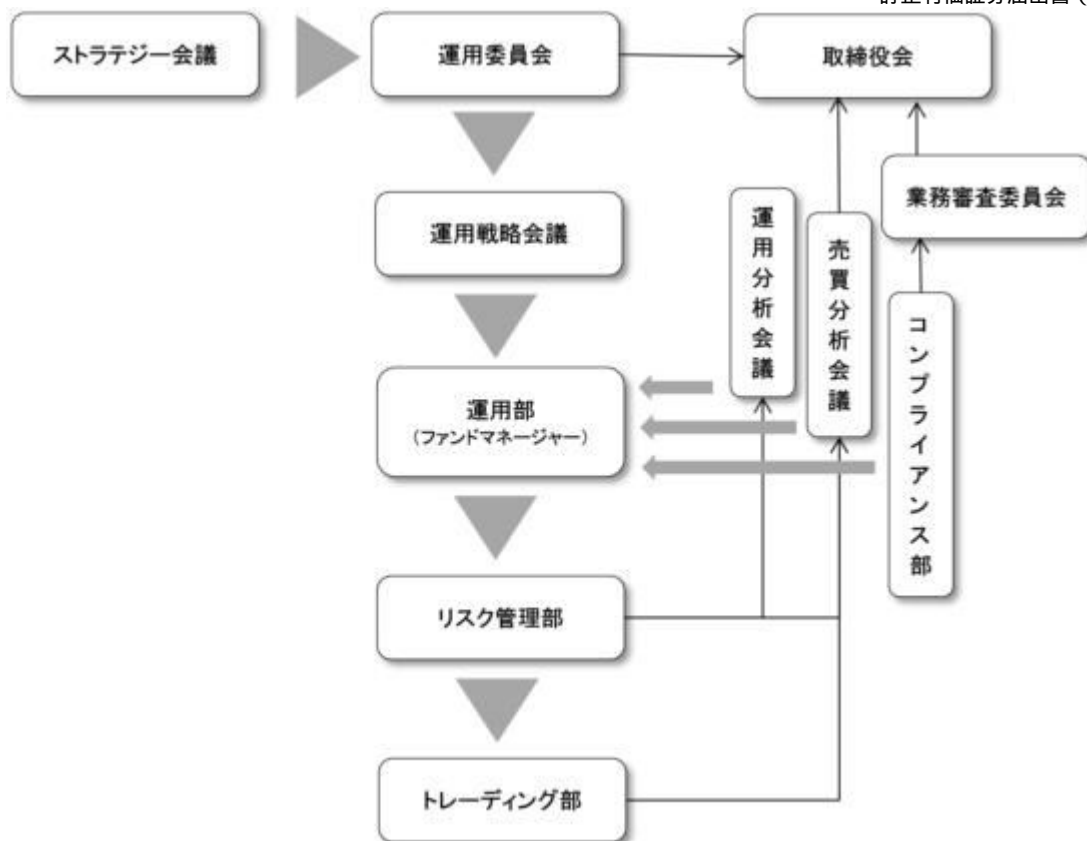 ストラテジー会議
運用委員会
取締役会
業務審査委員会
運用戦略会議
運用分析会議
売買分析会議
コンプライアンス部
運用部
(ファンドマネージャー)
リスク管理部
トレーディング部